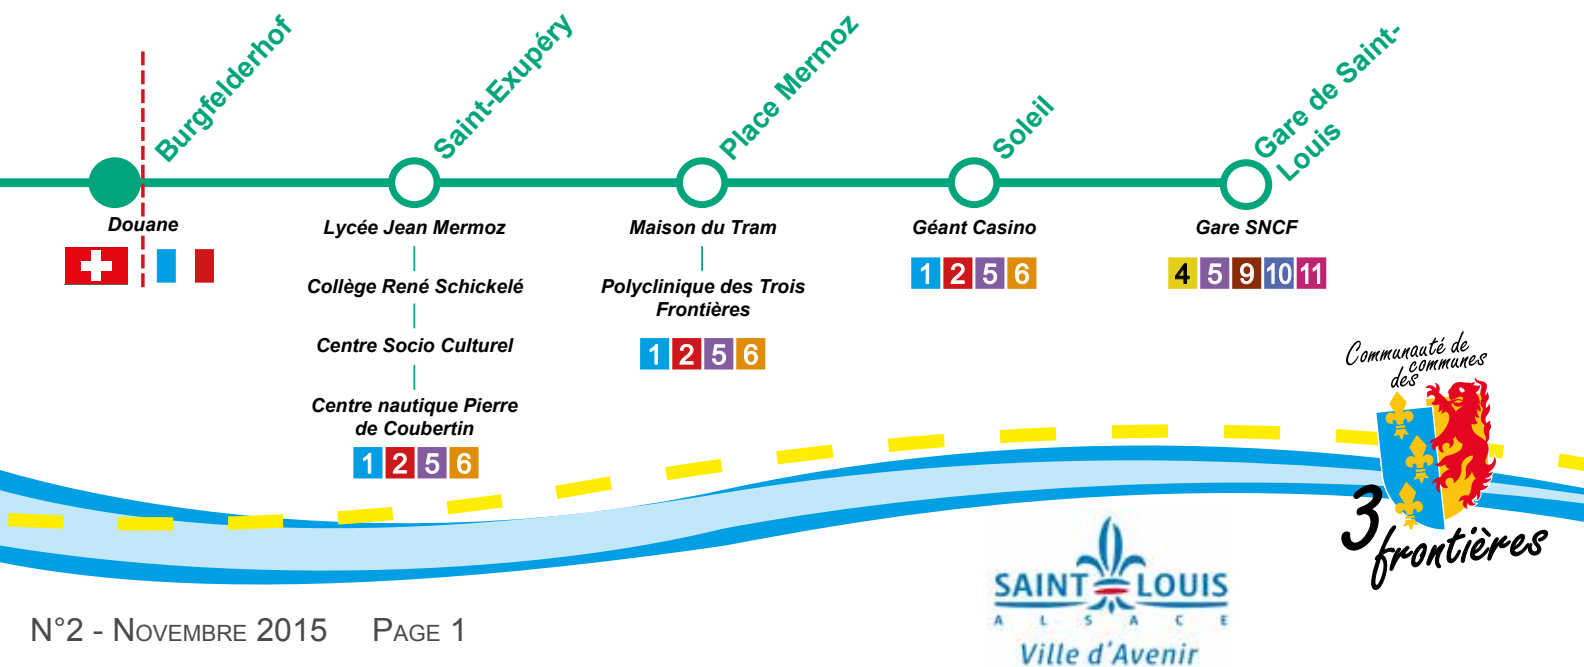 Burgfelderhof
Saint-Exupéry
Place Mermoz
Soleil
Gare de Saint-
Louis
Douane
Lycée Jean Mermoz
Collège René Schickelé
Centre Socio Culturel
Centre nautique Pierre
de Coubertin
1 2 5 6
Maison du Tram
Polyclinique des Trois
Frontières
1 2 5 6
Géant Casino
1 2 5 6
Gare SNCF
4 5 9 10 11
Communauté de
communes
des
3
frontières
SAINT LOUIS
ALSACE
Ville d'Avenir
N°2 - Novembre 2015 Page 1